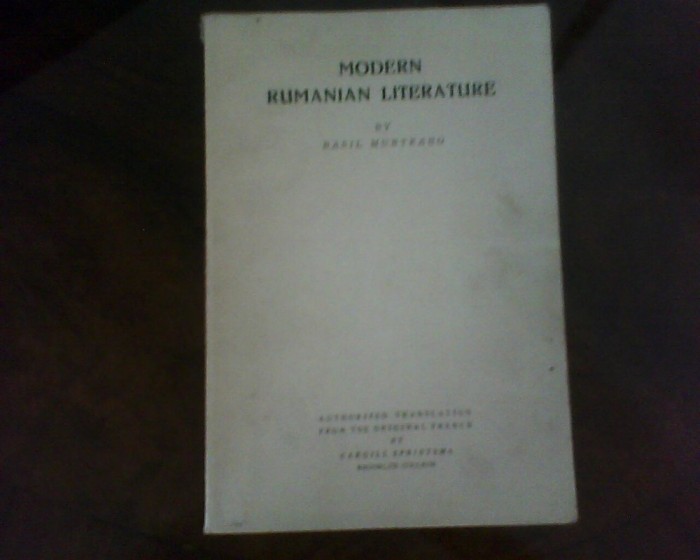 MODERN
RUMANIAN LITERATURE
BY
BASIL MUNTEANO
AUTHORIZED TRANSLATION
FROM THE ORIGINAL FRENCH
BY
CARGILL SPRIETSMA
BROOKLYN COLLEGE